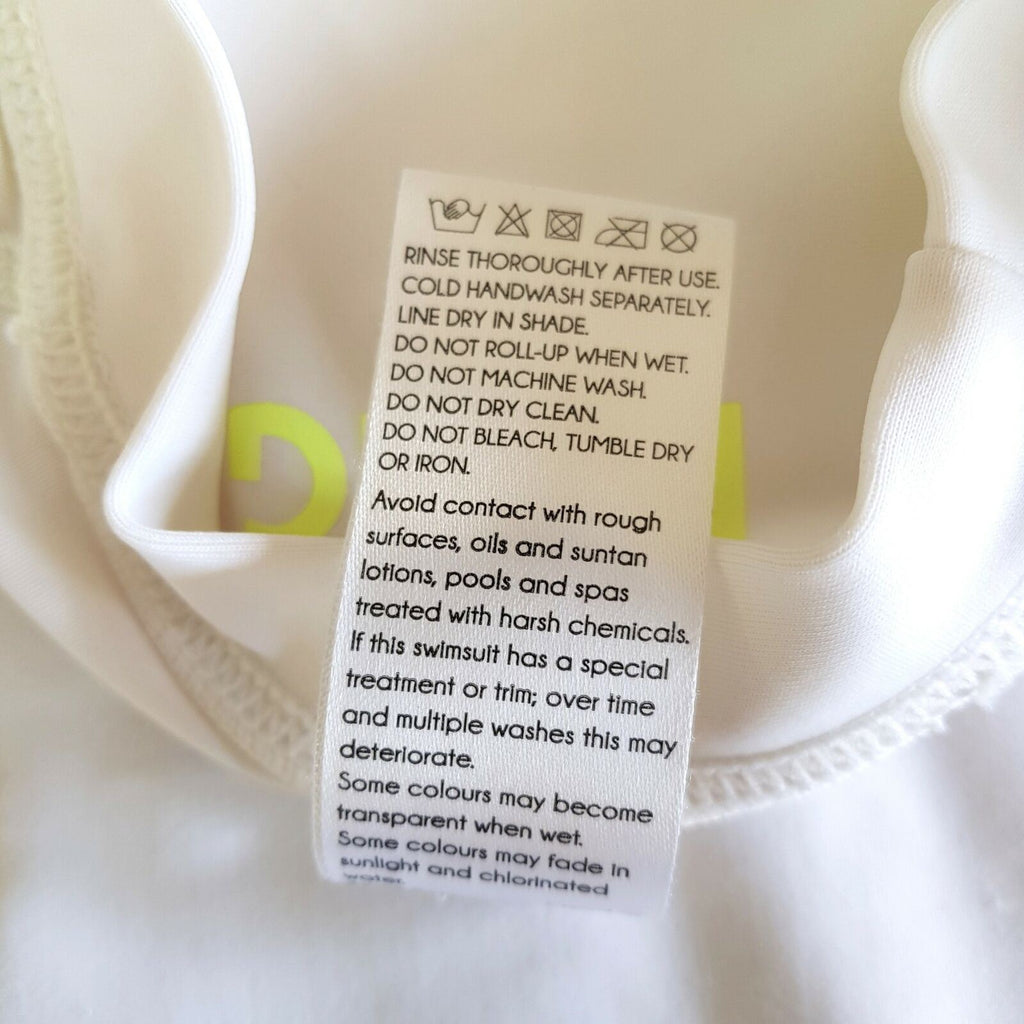 RINSE THOROUGHLY AFTER USE.
COLD HANDWASH SEPARATELY.
LINE DRY IN SHADE.
DO NOT ROLL-UP WHEN WET.
DO NOT MACHINE WASH.
DO NOT DRY CLEAN.
DO NOT BLEACH, TUMBLE DRY
OR IRON.
Avoid contact with rough
surfaces, oils and suntan
lotions, pools and spas
treated with harsh chemicals.
If this swimsuit has a special
treatment or trim; over time
and multiple washes this may
deteriorate.
Some colours may become
transparent when wet.
Some colours may fade in
sunlight and chlorinated
water.